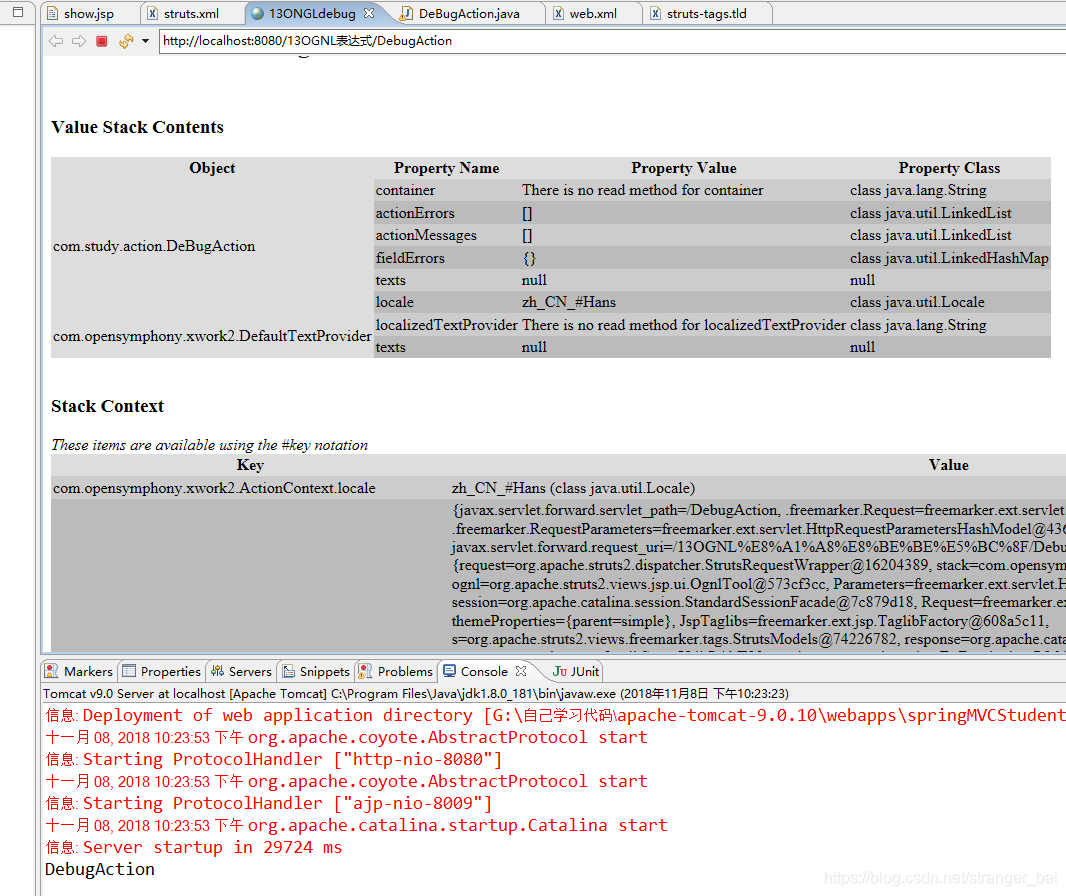 show.jsp struts.xml 13ONGLdebug DeBugAction.java web.xml struts-tags.tld
http://localhost:8080/13OGNL表达式/DebugAction
Value Stack Contents
Object Property Name Property Value Property Class
com.study.action.DeBugAction
container There is no read method for container class java.lang.String
actionErrors [] class java.util.LinkedList
actionMessages [] class java.util.LinkedList
fieldErrors {} class java.util.LinkedHashMap
texts null null
locale zh_CN_#Hans class java.util.Locale
com.opensymphony.xwork2.DefaultTextProvider
localizedTextProvider There is no read method for localizedTextProvider class java.lang.String
texts null null
Stack Context
These items are available using the #key notation
Key Value
com.opensymphony.xwork2.ActionContext.locale zh_CN_#Hans (class java.util.Locale)
{javax.servlet.forward.servlet_path=/DebugAction, .freemarker.Request=freemarker.ext.servlet
.freemarker.RequestParameters=freemarker.ext.servlet.HttpRequestParametersHashModel@436
javax.servlet.forward.request_uri=/13OGNL%E8%A1%A8%E8%BE%BE%E5%BC%8F/Debu
{request=org.apache.struts2.dispatcher.StrutsRequestWrapper@16204389, stack=com.opensym
ognl=org.apache.struts2.views.jsp.ui.OgnlTool@573cf3cc, Parameters=freemarker.ext.servlet.H
session=org.apache.catalina.session.StandardSessionFacade@7c879d18, Request=freemarker.ex
themeProperties={parent=simple}, JspTaglibs=freemarker.ext.jsp.TaglibFactory@608a5c11,
s=org.apache.struts2.views.freemarker.tags.StrutsModels@74226782, response=org.apache.cata
Markers Properties Servers Snippets Problems Console JUnit
Tomcat v9.0 Server at localhost [Apache Tomcat] C:\Program Files\Java\jdk1.8.0_181\bin\javaw.exe (2018年11月8日 下午10:23:23)
信息: Deployment of web application directory [G:\自己学习代码\apache-tomcat-9.0.10\webapps\springMVCStudent
十一月 08, 2018 10:23:53 下午 org.apache.coyote.AbstractProtocol start
信息: Starting ProtocolHandler ["http-nio-8080"]
十一月 08, 2018 10:23:53 下午 org.apache.coyote.AbstractProtocol start
信息: Starting ProtocolHandler ["ajp-nio-8009"]
十一月 08, 2018 10:23:53 下午 org.apache.catalina.startup.Catalina start
信息: Server startup in 29724 ms
DebugAction
https://blog.csdn.net/stranger_bai